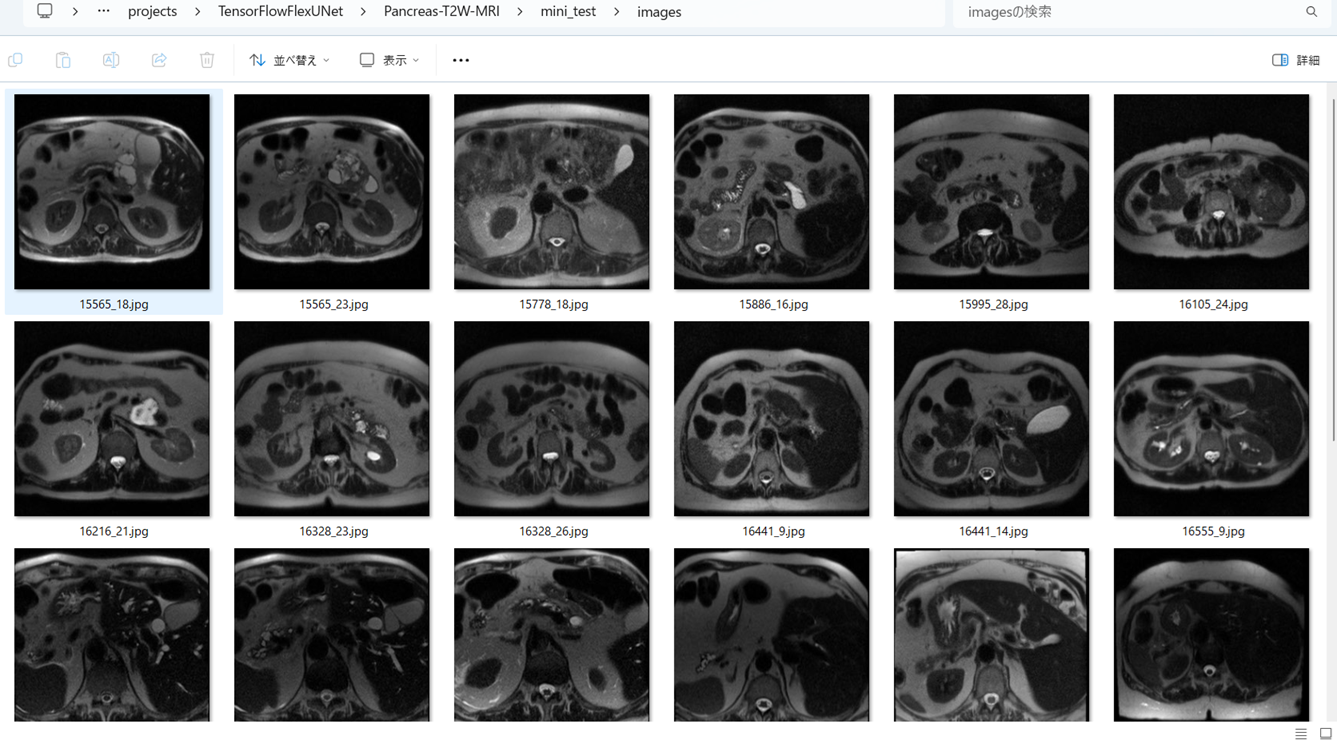 projects > TensorFlowFlexUNet > Pancreas-T2W-MRI > mini_test > images
imagesの検索
並べ替え
表示
詳細
15565_18.jpg
15565_23.jpg
15778_18.jpg
15886_16.jpg
15995_28.jpg
16105_24.jpg
16216_21.jpg
16328_23.jpg
16328_26.jpg
16441_9.jpg
16441_14.jpg
16555_9.jpg